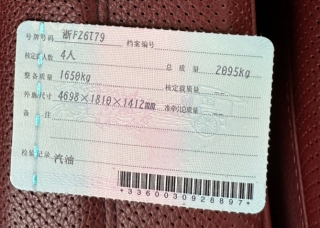 号牌号码 浙FZ6T79 档案编号
核定载人数 4人 总质量 2095kg
整备质量 1650kg 核定载质量 --
外廓尺寸 4698×1810×1412mm 准牵引总质量 --
备注
检验记录 汽油
*3360030928897*